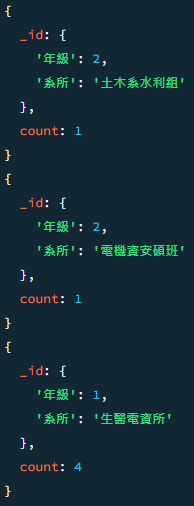 {
  _id: {
    '年級': 2,
    '系所': '土木系水利組'
  },
  count: 1
}
{
  _id: {
    '年級': 2,
    '系所': '電機資安碩班'
  },
  count: 1
}
{
  _id: {
    '年級': 1,
    '系所': '生醫電資所'
  },
  count: 4
}